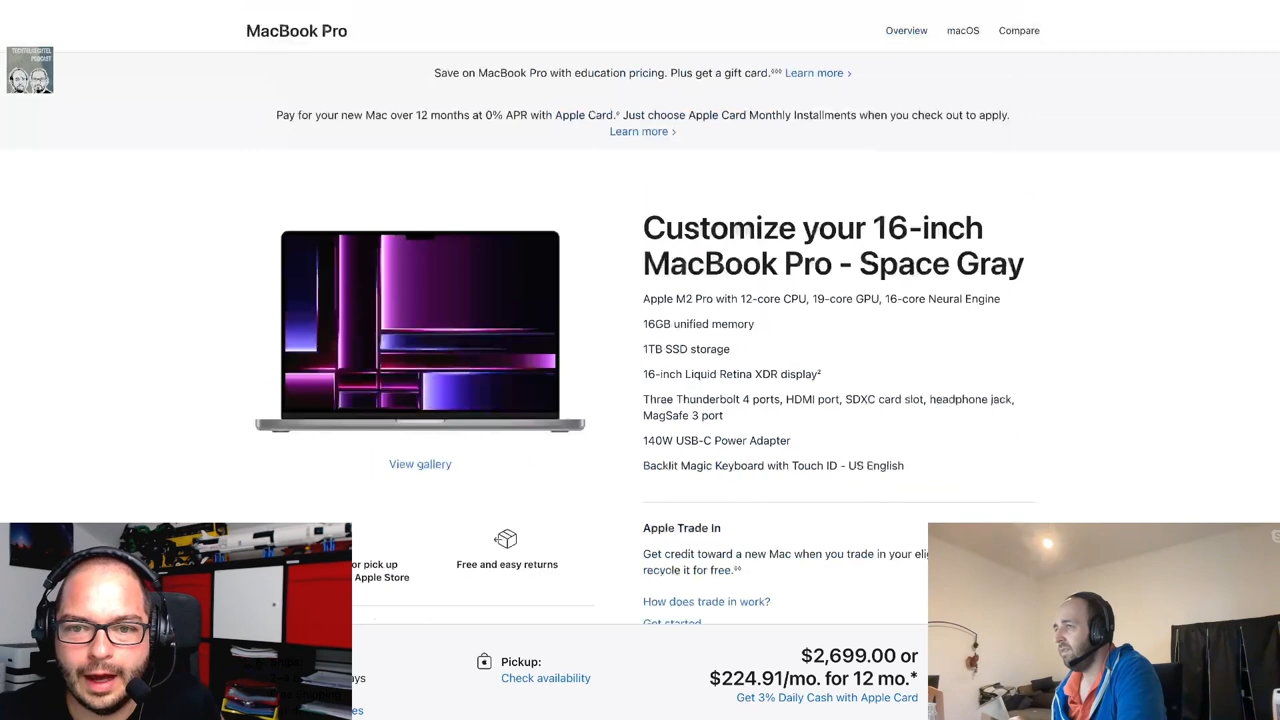 MacBook Pro
Overview
macOS
Compare
PODCAST
Save on MacBook Pro with education pricing. Plus get a gift card.◊◊◊ Learn more >
Pay for your new Mac over 12 months at 0% APR with Apple Card.◊ Just choose Apple Card Monthly Installments when you check out to apply.
Learn more >
Customize your 16-inch
MacBook Pro - Space Gray
Apple M2 Pro with 12-core CPU, 19-core GPU, 16-core Neural Engine
16GB unified memory
1TB SSD storage
16-inch Liquid Retina XDR display²
Three Thunderbolt 4 ports, HDMI port, SDXC card slot, headphone jack,
MagSafe 3 port
140W USB-C Power Adapter
Backlit Magic Keyboard with Touch ID - US English
View gallery
or pick up
Apple Store
Free and easy returns
Apple Trade In
Get credit toward a new Mac when you trade in your eli
recycle it for free.◊◊
How does trade in work?
Get started
Pickup:
Check availability
$2,699.00 or
$224.91/mo. for 12 mo.*
Get 3% Daily Cash with Apple Card